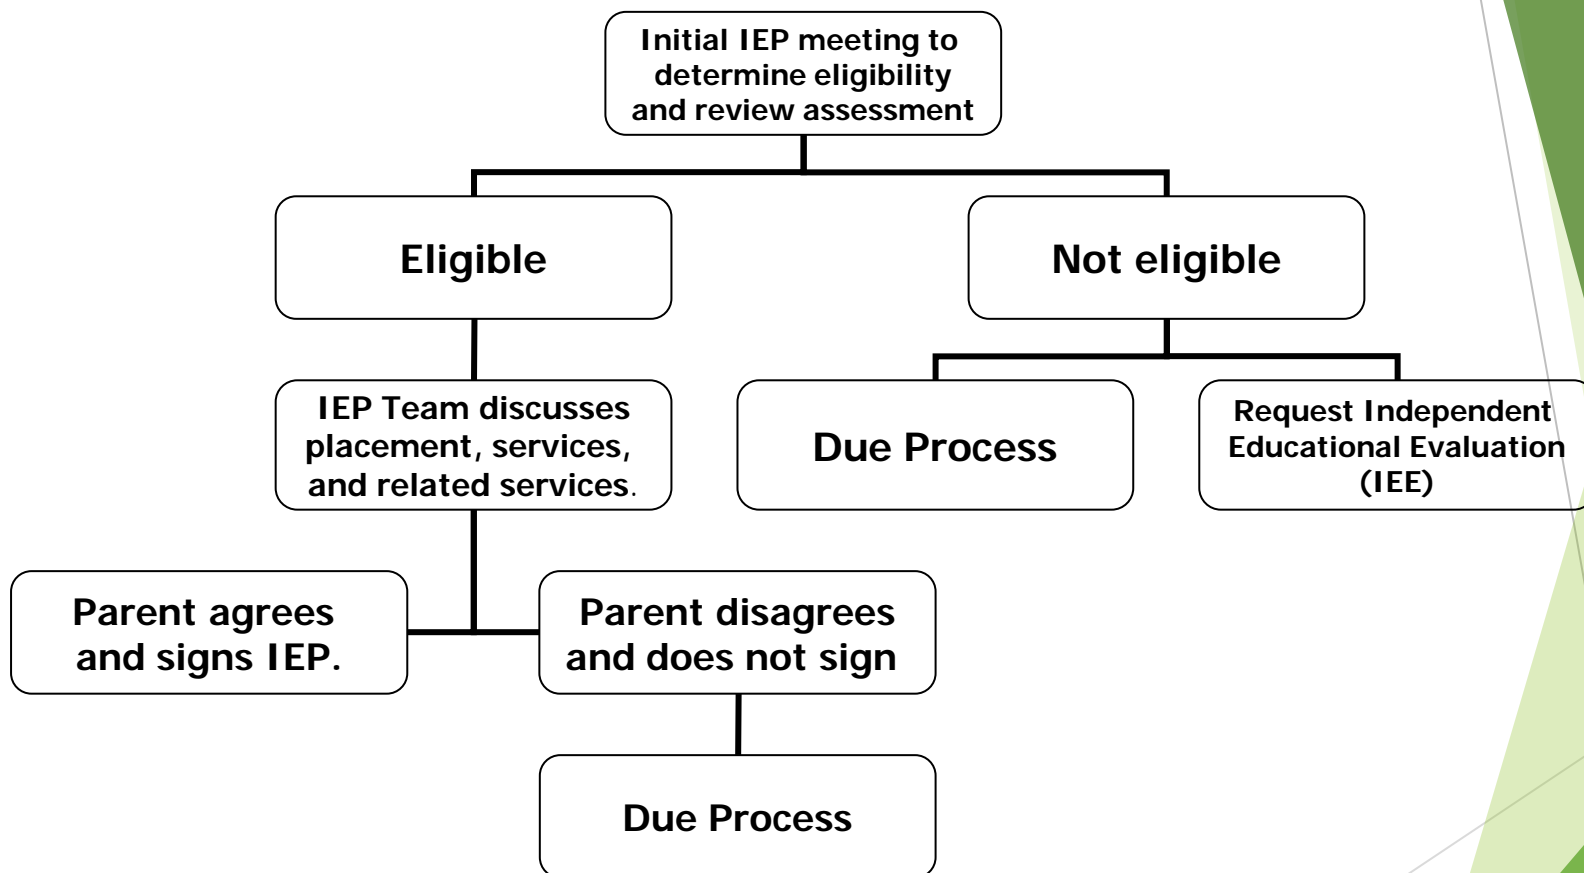 Initial IEP meeting to
determine eligibility
and review assessment
Eligible
Not eligible
IEP Team discusses
placement, services,
and related services.
Due Process
Request Independent
Educational Evaluation
(IEE)
Parent agrees
and signs IEP.
Parent disagrees
and does not sign
Due Process